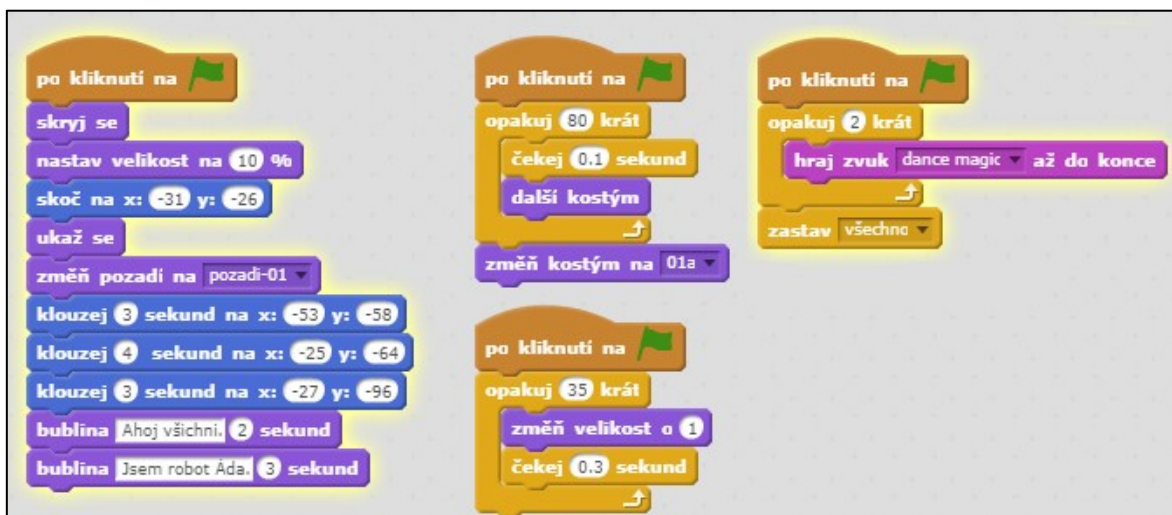 po kliknutí na
skryj se
nastav velikost na 10 %
skoč na x: -31 y: -26
ukaž se
změň pozadí na pozadi-01
klouzej 3 sekund na x: -53 y: -58
klouzej 4 sekund na x: -25 y: -64
klouzej 3 sekund na x: -27 y: -96
bublina Ahoj všichni. 2 sekund
bublina Jsem robot Áda. 3 sekund
po kliknutí na
opakuj 80 krát
čekej 0.1 sekund
další kostým
změň kostým na 01a
po kliknutí na
opakuj 35 krát
změň velikost o 1
čekej 0.3 sekund
po kliknutí na
opakuj 2 krát
hraj zvuk dance magic až do konce
zastav všechno